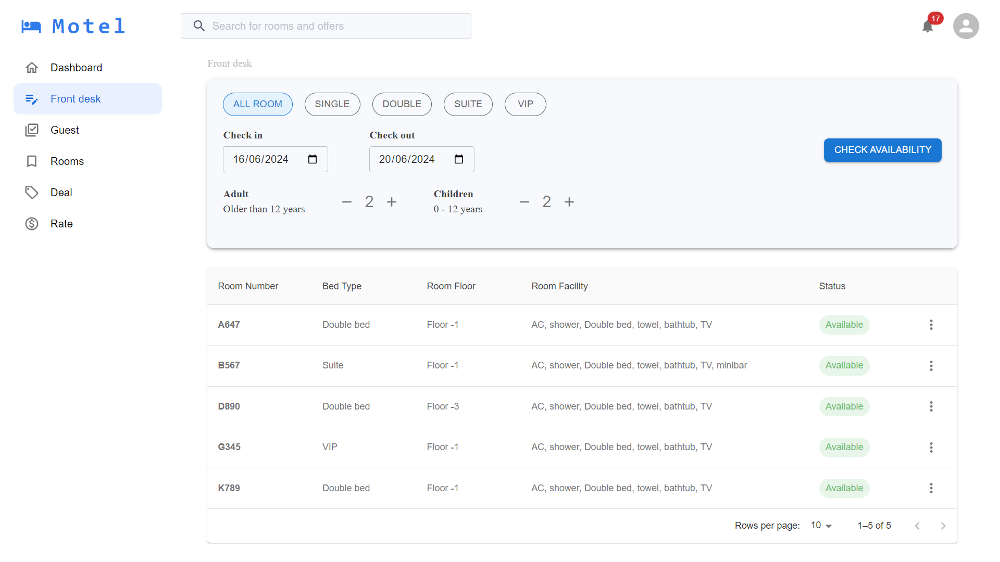 Motel
Search for rooms and offers
17
Dashboard
Front desk
Guest
Rooms
Deal
Rate
Front desk
ALL ROOM SINGLE DOUBLE SUITE VIP
Check in Check out
16/06/2024 20/06/2024
CHECK AVAILABILITY
Adult
Older than 12 years
− 2 +
Children
0 - 12 years
− 2 +
Room Number Bed Type Room Floor Room Facility Status
A647 Double bed Floor -1 AC, shower, Double bed, towel, bathtub, TV Available
B567 Suite Floor -1 AC, shower, Double bed, towel, bathtub, TV, minibar Available
D890 Double bed Floor -3 AC, shower, Double bed, towel, bathtub, TV Available
G345 VIP Floor -1 AC, shower, Double bed, towel, bathtub, TV Available
K789 Double bed Floor -1 AC, shower, Double bed, towel, bathtub, TV Available
Rows per page: 10 1–5 of 5